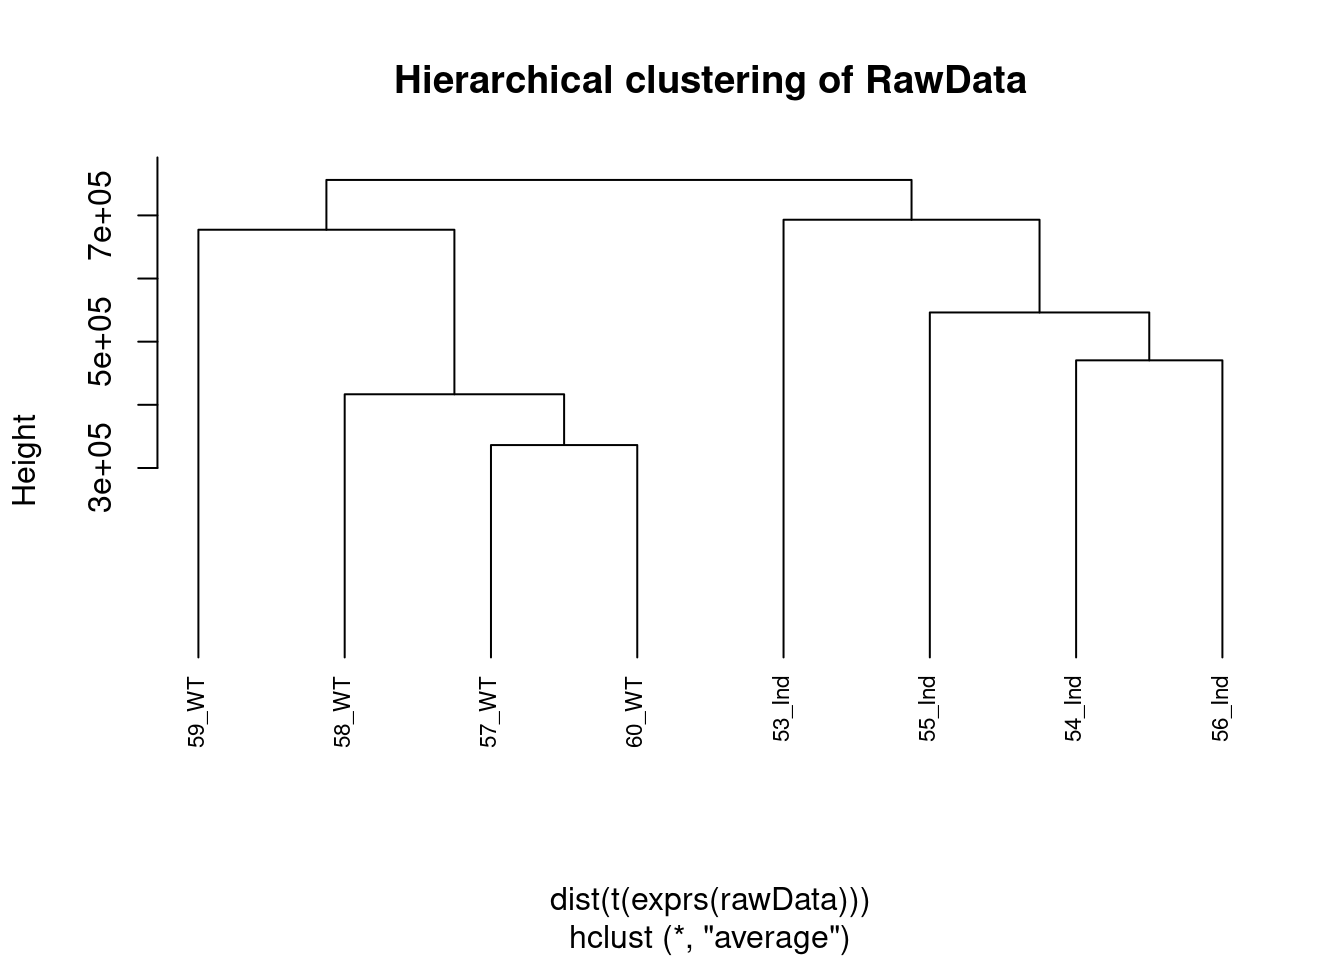 Hierarchical clustering of RawData
Height
7e+05
5e+05
3e+05
59_WT
58_WT
57_WT
60_WT
53_Ind
55_Ind
54_Ind
56_Ind
dist(t(exprs(rawData)))
hclust (*, "average")